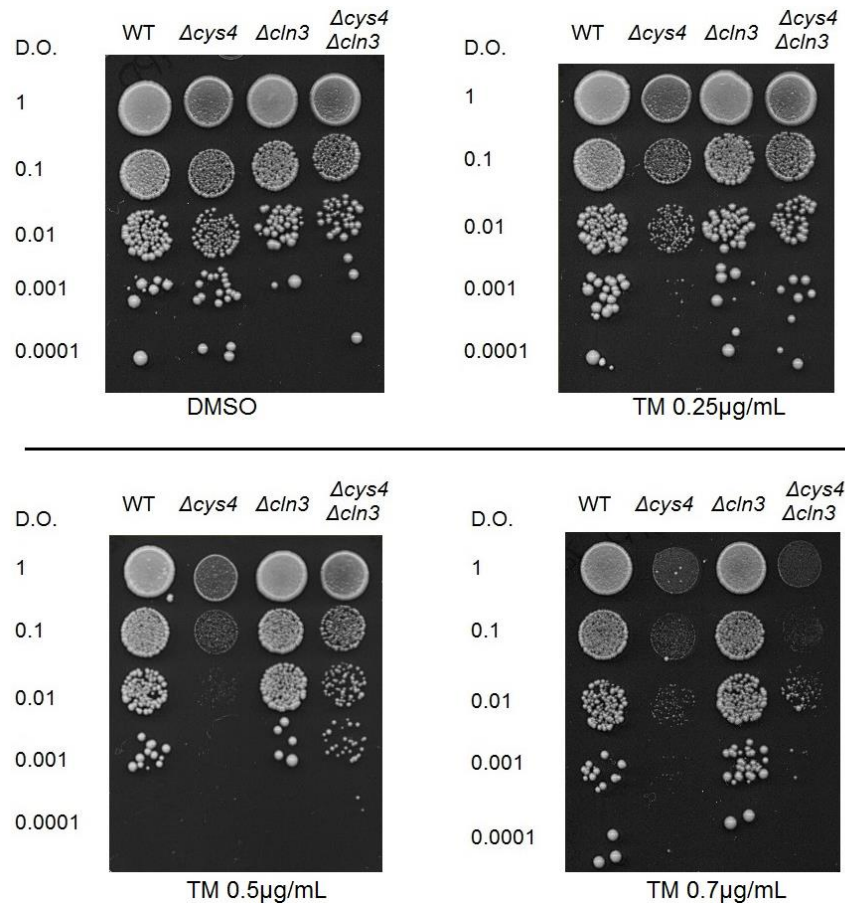 WT Δcys4 Δcln3 Δcys4 Δcln3
D.O.
1
0.1
0.01
0.001
0.0001
DMSO
WT Δcys4 Δcln3 Δcys4 Δcln3
D.O.
1
0.1
0.01
0.001
0.0001
TM 0.25µg/mL
WT Δcys4 Δcln3 Δcys4 Δcln3
D.O.
1
0.1
0.01
0.001
0.0001
TM 0.5µg/mL
WT Δcys4 Δcln3 Δcys4 Δcln3
D.O.
1
0.1
0.01
0.001
0.0001
TM 0.7µg/mL